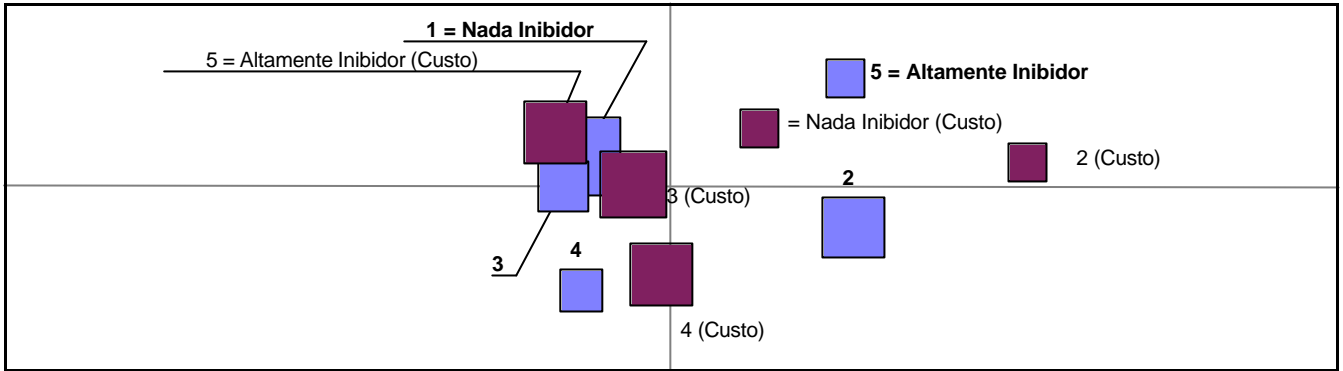 1 = Nada Inibidor
5 = Altamente Inibidor (Custo)
5 = Altamente Inibidor
= Nada Inibidor (Custo)
2 (Custo)
2
3 (Custo)
3
4
4 (Custo)